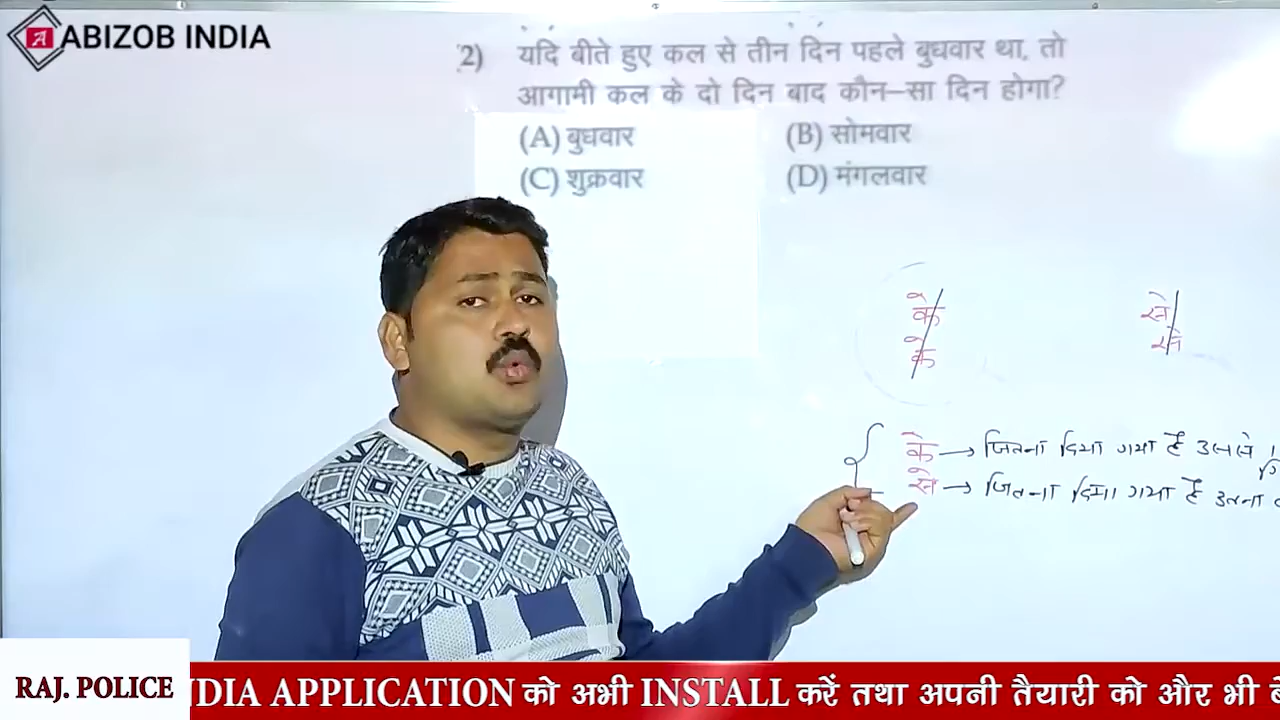 ABIZOB INDIA
2) यदि बीते हुए कल से तीन दिन पहले बुधवार था, तो
आगामी कल के दो दिन बाद कौन–सा दिन होगा?
(A) बुधवार (B) सोमवार
(C) शुक्रवार (D) मंगलवार
के से
के से
के → जितना दिया गया है उससे
से → जितना दिया गया है उतना
RAJ. POLICE NDIA APPLICATION को अभी INSTALL करें तथा अपनी तैयारी को और भी